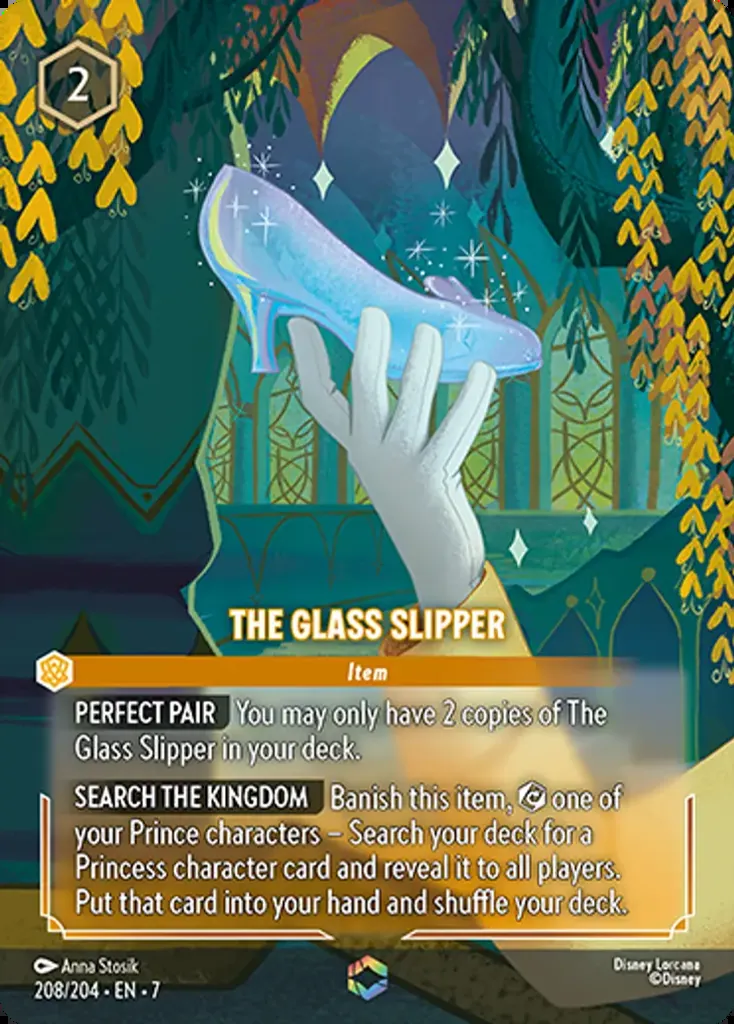 2
THE GLASS SLIPPER
Item
PERFECT PAIR You may only have 2 copies of The
Glass Slipper in your deck.
SEARCH THE KINGDOM Banish this item, one of
your Prince characters – Search your deck for a
Princess character card and reveal it to all players.
Put that card into your hand and shuffle your deck.
Anna Stosik
Disney Lorcana
208/204 • EN • 7
©Disney